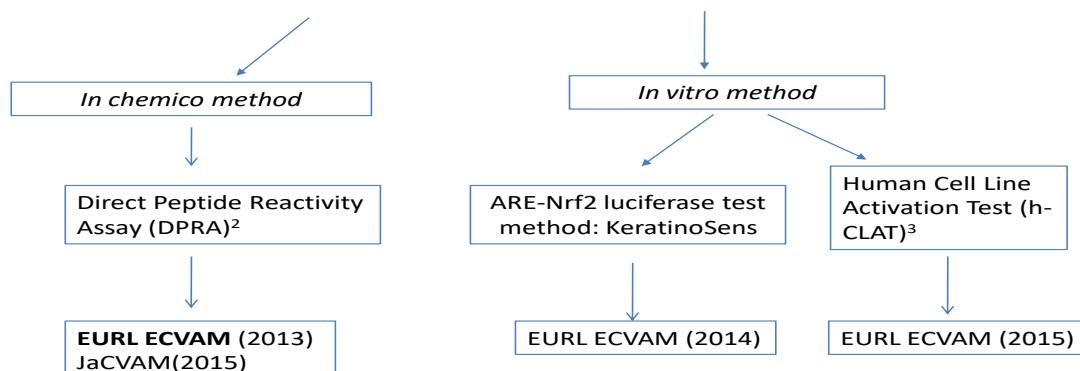 In chemico method
In vitro method
Direct Peptide Reactivity
Assay (DPRA)²
ARE-Nrf2 luciferase test
method: KeratinoSens
Human Cell Line
Activation Test (h-
CLAT)³
EURL ECVAM (2013)
JaCVAM(2015)
EURL ECVAM (2014)
EURL ECVAM (2015)